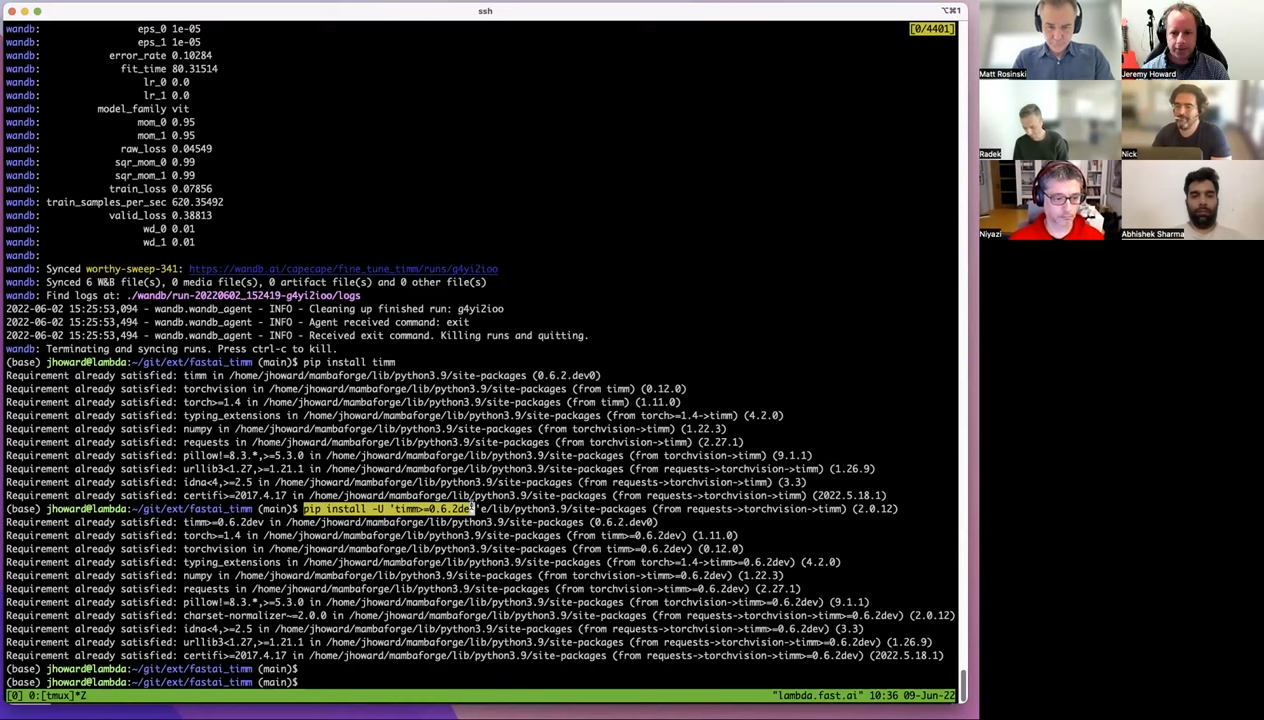 ssh
⌥⌘1
[0/4401]
wandb: eps_0 1e-05
wandb: eps_1 1e-05
wandb: error_rate 0.10284
wandb: fit_time 80.31514
wandb: lr_0 0.0
wandb: lr_1 0.0
wandb: model_family vit
wandb: mom_0 0.95
wandb: mom_1 0.95
wandb: raw_loss 0.04549
wandb: sqr_mom_0 0.99
wandb: sqr_mom_1 0.99
wandb: train_loss 0.07856
wandb: train_samples_per_sec 620.35492
wandb: valid_loss 0.38813
wandb: wd_0 0.01
wandb: wd_1 0.01
wandb:
wandb: Synced worthy-sweep-341: https://wandb.ai/capecape/fine_tune_timm/runs/g4yi2ioo
wandb: Synced 6 W&B file(s), 0 media file(s), 0 artifact file(s) and 0 other file(s)
wandb: Find logs at: ./wandb/run-20220602_152419-g4yi2ioo/logs
2022-06-02 15:25:53,094 - wandb.wandb_agent - INFO - Cleaning up finished run: g4yi2ioo
2022-06-02 15:25:53,494 - wandb.wandb_agent - INFO - Agent received command: exit
2022-06-02 15:25:53,494 - wandb.wandb_agent - INFO - Received exit command. Killing runs and quitting.
wandb: Terminating and syncing runs. Press ctrl-c to kill.
(base) jhoward@lambda:~/git/ext/fastai_timm (main)$ pip install timm
Requirement already satisfied: timm in /home/jhoward/mambaforge/lib/python3.9/site-packages (0.6.2.dev0)
Requirement already satisfied: torchvision in /home/jhoward/mambaforge/lib/python3.9/site-packages (from timm) (0.12.0)
Requirement already satisfied: torch>=1.4 in /home/jhoward/mambaforge/lib/python3.9/site-packages (from timm) (1.11.0)
Requirement already satisfied: typing_extensions in /home/jhoward/mambaforge/lib/python3.9/site-packages (from torch>=1.4->timm) (4.2.0)
Requirement already satisfied: numpy in /home/jhoward/mambaforge/lib/python3.9/site-packages (from torchvision->timm) (1.22.3)
Requirement already satisfied: requests in /home/jhoward/mambaforge/lib/python3.9/site-packages (from torchvision->timm) (2.27.1)
Requirement already satisfied: pillow!=8.3.*,>=5.3.0 in /home/jhoward/mambaforge/lib/python3.9/site-packages (from torchvision->timm) (9.1.1)
Requirement already satisfied: urllib3<1.27,>=1.21.1 in /home/jhoward/mambaforge/lib/python3.9/site-packages (from requests->torchvision->timm) (1.26.9)
Requirement already satisfied: idna<4,>=2.5 in /home/jhoward/mambaforge/lib/python3.9/site-packages (from requests->torchvision->timm) (3.3)
Requirement already satisfied: certifi>=2017.4.17 in /home/jhoward/mambaforge/lib/python3.9/site-packages (from requests->torchvision->timm) (2022.5.18.1)
(base) jhoward@lambda:~/git/ext/fastai_timm (main)$ pip install -U 'timm>=0.6.2de 'e/lib/python3.9/site-packages (from requests->torchvision->timm) (2.0.12)
Requirement already satisfied: timm>=0.6.2dev in /home/jhoward/mambaforge/lib/python3.9/site-packages (0.6.2.dev0)
Requirement already satisfied: torch>=1.4 in /home/jhoward/mambaforge/lib/python3.9/site-packages (from timm>=0.6.2dev) (1.11.0)
Requirement already satisfied: torchvision in /home/jhoward/mambaforge/lib/python3.9/site-packages (from timm>=0.6.2dev) (0.12.0)
Requirement already satisfied: typing_extensions in /home/jhoward/mambaforge/lib/python3.9/site-packages (from torch>=1.4->timm>=0.6.2dev) (4.2.0)
Requirement already satisfied: numpy in /home/jhoward/mambaforge/lib/python3.9/site-packages (from torchvision->timm>=0.6.2dev) (1.22.3)
Requirement already satisfied: requests in /home/jhoward/mambaforge/lib/python3.9/site-packages (from torchvision->timm>=0.6.2dev) (2.27.1)
Requirement already satisfied: pillow!=8.3.*,>=5.3.0 in /home/jhoward/mambaforge/lib/python3.9/site-packages (from torchvision->timm>=0.6.2dev) (9.1.1)
Requirement already satisfied: charset-normalizer~=2.0.0 in /home/jhoward/mambaforge/lib/python3.9/site-packages (from requests->torchvision->timm>=0.6.2dev) (2.0.12)
Requirement already satisfied: idna<4,>=2.5 in /home/jhoward/mambaforge/lib/python3.9/site-packages (from requests->torchvision->timm>=0.6.2dev) (3.3)
Requirement already satisfied: urllib3<1.27,>=1.21.1 in /home/jhoward/mambaforge/lib/python3.9/site-packages (from requests->torchvision->timm>=0.6.2dev) (1.26.9)
Requirement already satisfied: certifi>=2017.4.17 in /home/jhoward/mambaforge/lib/python3.9/site-packages (from requests->torchvision->timm>=0.6.2dev) (2022.5.18.1)
(base) jhoward@lambda:~/git/ext/fastai_timm (main)$
(base) jhoward@lambda:~/git/ext/fastai_timm (main)$
[0] 0:[tmux]*Z
"lambda.fast.ai" 10:36 09-Jun-22
Matt Rosinski
Jeremy Howard
Radek
Nick
Niyazi
Abhishek Sharma